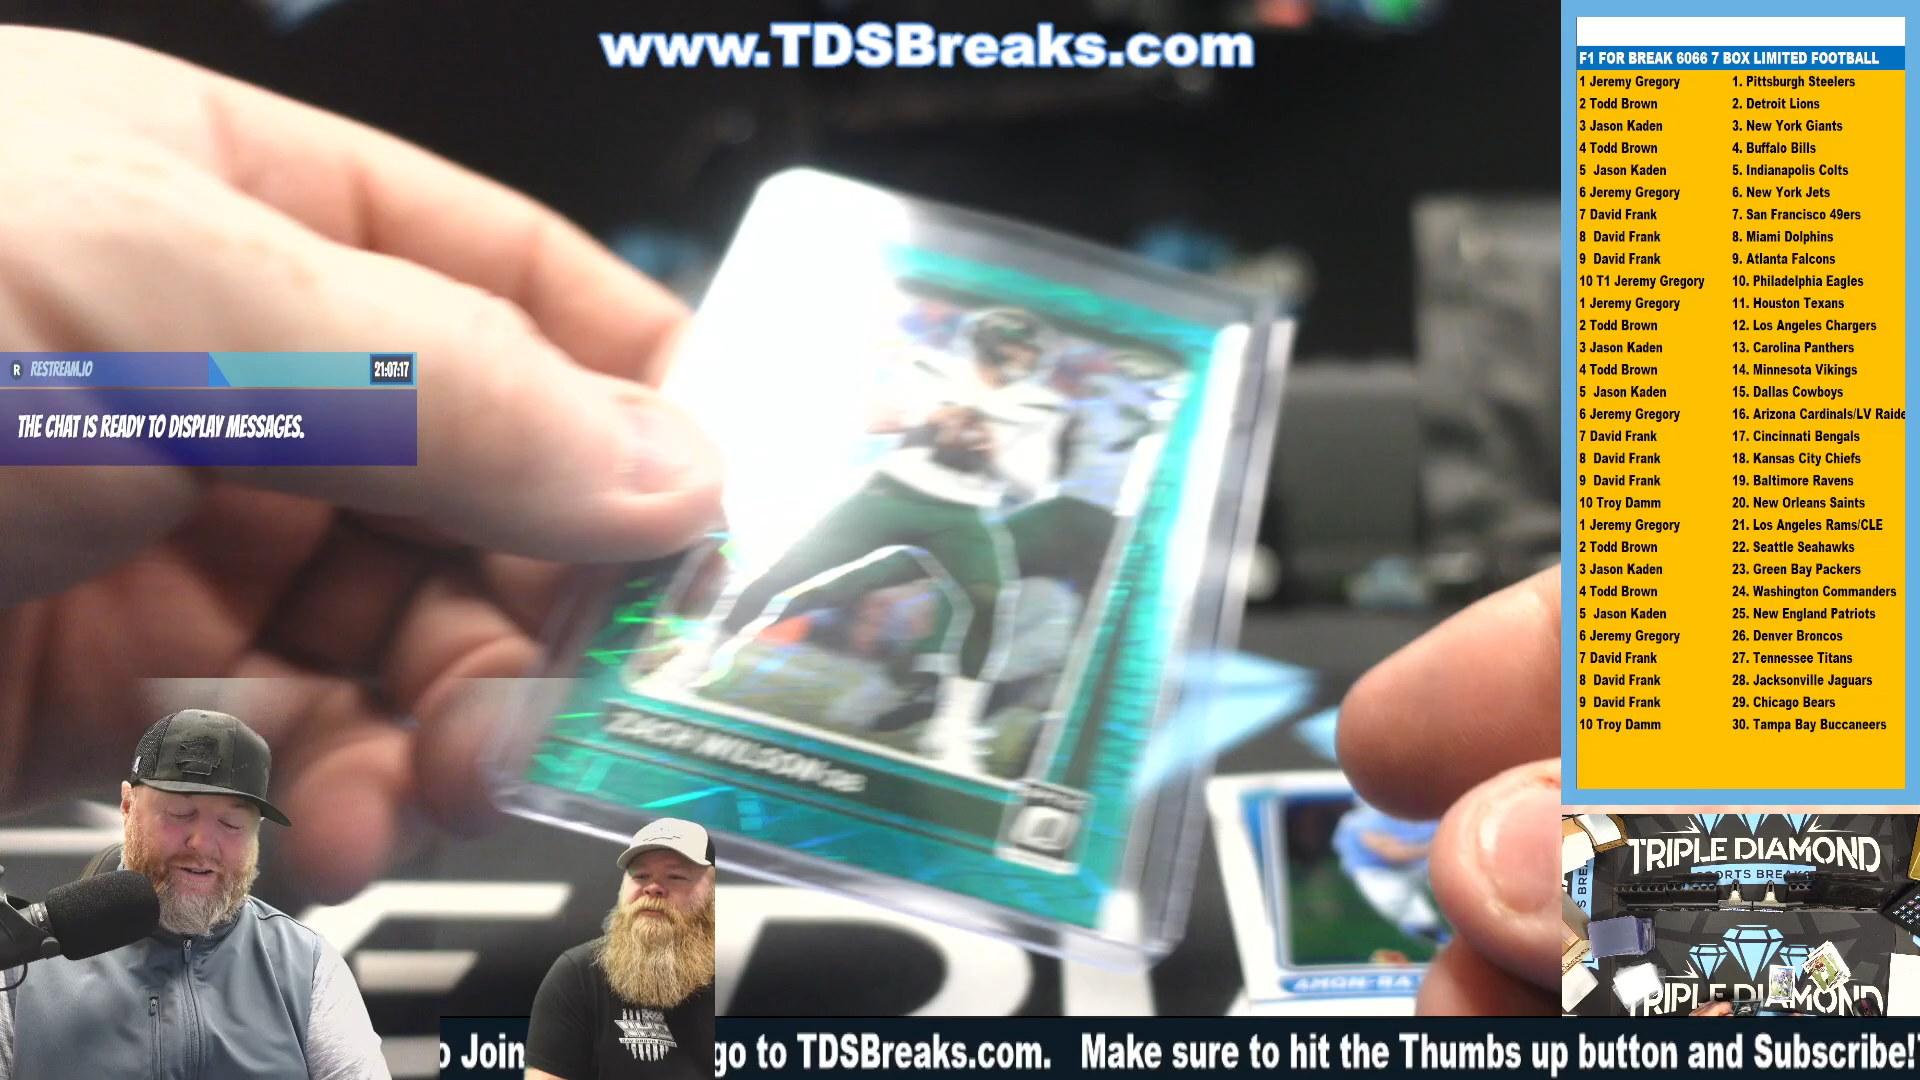 www.TDSBreaks.com
F1 FOR BREAK 6066 7 BOX LIMITED FOOTBALL
1 Jeremy Gregory 1. Pittsburgh Steelers
2 Todd Brown 2. Detroit Lions
3 Jason Kaden 3. New York Giants
4 Todd Brown 4. Buffalo Bills
5 Jason Kaden 5. Indianapolis Colts
6 Jeremy Gregory 6. New York Jets
7 David Frank 7. San Francisco 49ers
8 David Frank 8. Miami Dolphins
9 David Frank 9. Atlanta Falcons
10 T1 Jeremy Gregory 10. Philadelphia Eagles
1 Jeremy Gregory 11. Houston Texans
2 Todd Brown 12. Los Angeles Chargers
3 Jason Kaden 13. Carolina Panthers
4 Todd Brown 14. Minnesota Vikings
5 Jason Kaden 15. Dallas Cowboys
6 Jeremy Gregory 16. Arizona Cardinals/LV Raide
7 David Frank 17. Cincinnati Bengals
8 David Frank 18. Kansas City Chiefs
9 David Frank 19. Baltimore Ravens
10 Troy Damm 20. New Orleans Saints
1 Jeremy Gregory 21. Los Angeles Rams/CLE
2 Todd Brown 22. Seattle Seahawks
3 Jason Kaden 23. Green Bay Packers
4 Todd Brown 24. Washington Commanders
5 Jason Kaden 25. New England Patriots
6 Jeremy Gregory 26. Denver Broncos
7 David Frank 27. Tennessee Titans
8 David Frank 28. Jacksonville Jaguars
9 David Frank 29. Chicago Bears
10 Troy Damm 30. Tampa Bay Buccaneers
R RESTREAM.IO 21:07:17
THE CHAT IS READY TO DISPLAY MESSAGES.
ZACH WILSON QB
AMON-RA
TRIPLE DIAMOND
SPORTS BREAKS
TRIPLE DIAMOND
o Join go to TDSBreaks.com. Make sure to hit the Thumbs up button and Subscribe!